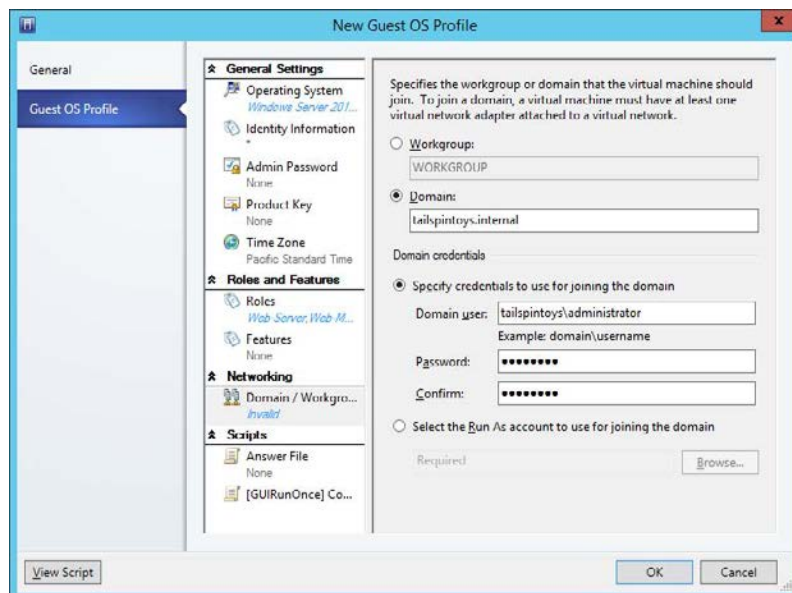 New Guest OS Profile
x
General
Guest OS Profile
General Settings
Operating System
Windows Server 201...
Identity Information
*
Admin Password
None
Product Key
None
Time Zone
Pacific Standard Time
Roles and Features
Roles
Web Server, Web M...
Features
None
Networking
Domain / Workgro...
Invalid
Scripts
Answer File
None
[GUIRunOnce] Co...
Specifies the workgroup or domain that the virtual machine should
join. To join a domain, a virtual machine must have at least one
virtual network adapter attached to a virtual network.
Workgroup:
WORKGROUP
Domain:
tailspintoys.internal
Domain credentials
Specify credentials to use for joining the domain
Domain user: tailspintoys\administrator
Example: domain\username
Password: ●●●●●●●●
Confirm: ●●●●●●●●
Select the Run As account to use for joining the domain
Required Browse...
View Script OK Cancel